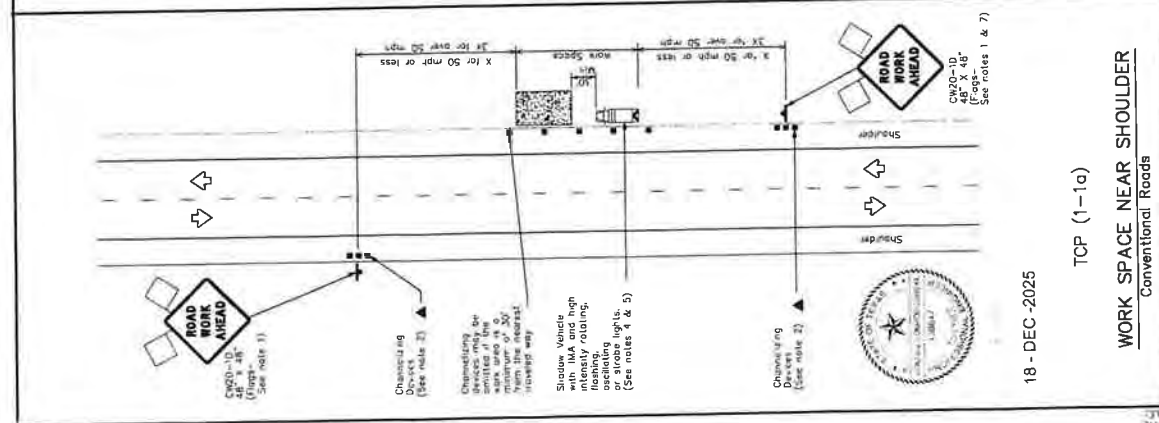 ROAD
WORK
AHEAD
CW20-1D
48" X 48"
(Flags-
See note 1)
X for 50 mph or less
3X for over 50 mph
Channelizing
Devices
(See note 2)
Channelizing
devices may be
omitted if the
work area is a
minimum of 30'
from the nearest
traveled way
Work Space
30'
Min.
Shadow Vehicle
with TMA and high
intensity rotating,
flashing,
oscillating
or strobe lights.
(See notes 4 & 5)
X for 50 mph or less
3X for over 50 mph
Channelizing
Devices
(See note 2)
Shoulder
Shoulder
ROAD
WORK
AHEAD
CW20-1D
48" X 48"
(Flags-
See notes 1 & 7)
STATE OF TEXAS
18 - DEC -2025
TCP (1-1a)
WORK SPACE NEAR SHOULDER
Conventional Roads